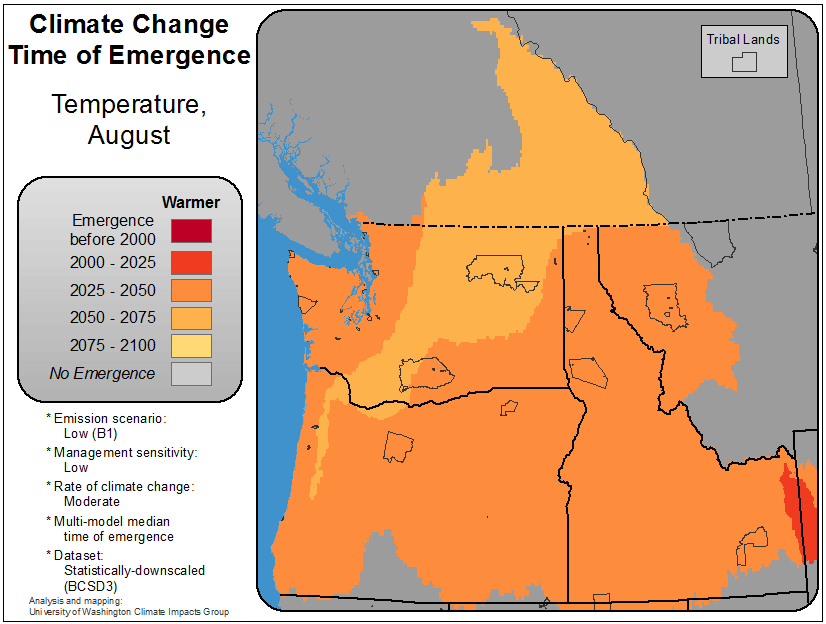 Climate Change
Time of Emergence
Temperature,
August
Warmer
Emergence
before 2000
2000 - 2025
2025 - 2050
2050 - 2075
2075 - 2100
No Emergence
* Emission scenario:
Low (B1)
* Management sensitivity:
Low
* Rate of climate change:
Moderate
* Multi-model median
time of emergence
* Dataset:
Statistically-downscaled
(BCSD3)
Analysis and mapping:
University of Washington Climate Impacts Group
Tribal Lands